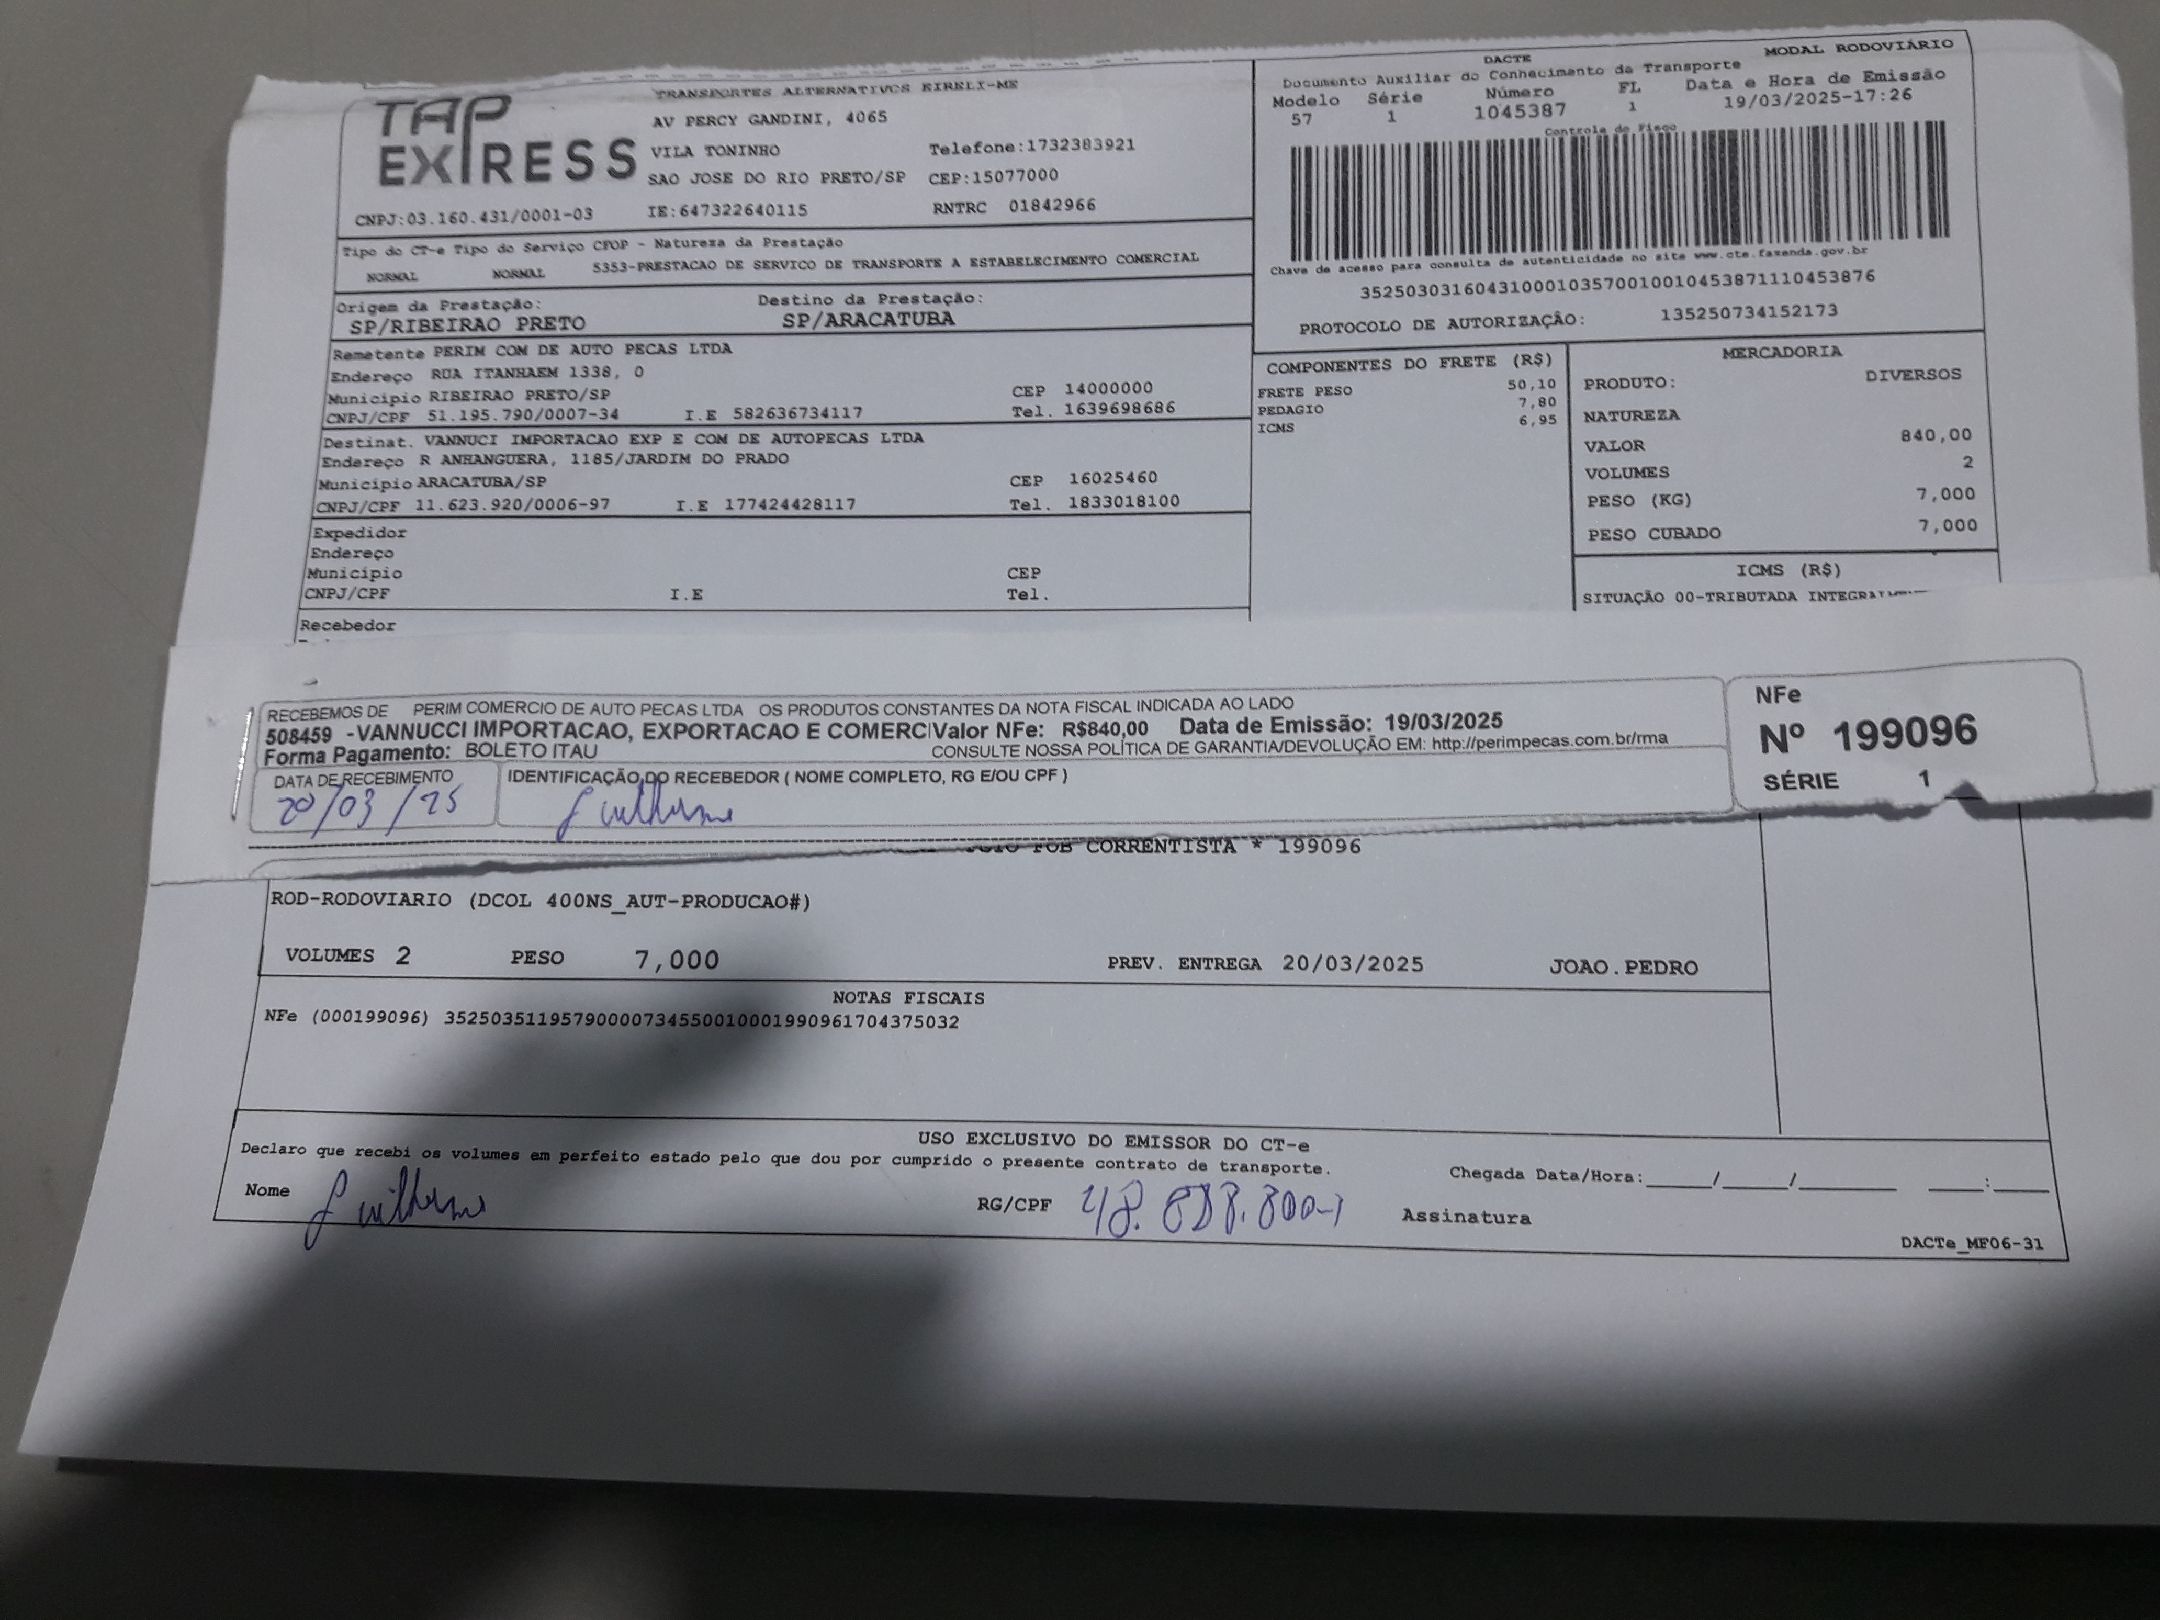 TAP EXPRESS
TRANSPORTES ALTERNATIVOS EIRELI-ME
AV PERCY GANDINI, 4065
VILA TONINHO Telefone:1732383921
SAO JOSE DO RIO PRETO/SP CEP:15077000
CNPJ:03.160.431/0001-03 IE:647322640115 RNTRC 01842966
DACTE MODAL RODOVIÁRIO
Documento Auxiliar do Conhecimento da Transporte
Modelo Série Número FL Data e Hora de Emissão
57 1 1045387 1 19/03/2025-17:26
Controle do Fisco
Chave de acesso para consulta de autenticidade no site www.cte.fazenda.gov.br
35250303160431000103570010010453871110453876
PROTOCOLO DE AUTORIZAÇÃO: 135250734152173
Tipo do CT-e Tipo do Serviço CFOP - Natureza da Prestação
NORMAL NORMAL 5353-PRESTACAO DE SERVICO DE TRANSPORTE A ESTABELECIMENTO COMERCIAL
Origem da Prestação: Destino da Prestação:
SP/RIBEIRAO PRETO SP/ARACATUBA
Remetente PERIM COM DE AUTO PECAS LTDA
Endereço RUA ITANHAEM 1338, 0
Município RIBEIRAO PRETO/SP CEP 14000000
CNPJ/CPF 51.195.790/0007-34 I.E 582636734117 Tel. 1639698686
Destinat. VANNUCI IMPORTACAO EXP E COM DE AUTOPECAS LTDA
Endereço R ANHANGUERA, 1185/JARDIM DO PRADO
Município ARACATUBA/SP CEP 16025460
CNPJ/CPF 11.623.920/0006-97 I.E 177424428117 Tel. 1833018100
Expedidor
Endereço
Município CEP
CNPJ/CPF I.E Tel.
Recebedor
COMPONENTES DO FRETE (R$)
FRETE PESO 50,10
PEDAGIO 7,80
ICMS 6,95
MERCADORIA
PRODUTO: DIVERSOS
NATUREZA
VALOR 840,00
VOLUMES 2
PESO (KG) 7,000
PESO CUBADO 7,000
ICMS (R$)
SITUAÇÃO 00-TRIBUTADA
RECEBEMOS DE PERIM COMERCIO DE AUTO PECAS LTDA OS PRODUTOS CONSTANTES DA NOTA FISCAL INDICADA AO LADO
508459 -VANNUCCI IMPORTACAO, EXPORTACAO E COMERC Valor NFe: R$840,00 Data de Emissão: 19/03/2025
Forma Pagamento: BOLETO ITAU CONSULTE NOSSA POLÍTICA DE GARANTIA/DEVOLUÇÃO EM: http://perimpecas.com.br/rma
DATA DE RECEBIMENTO IDENTIFICAÇÃO DO RECEBEDOR ( NOME COMPLETO, RG E/OU CPF )
20/03/25 Guilherme
NFe
Nº 199096
SÉRIE 1
FOB CORRENTISTA * 199096
ROD-RODOVIARIO (DCOL 400NS_AUT-PRODUCAO#)
VOLUMES 2 PESO 7,000 PREV. ENTREGA 20/03/2025 JOAO.PEDRO
NOTAS FISCAIS
NFe (000199096) 35250351195790000734550010001990961704375032
USO EXCLUSIVO DO EMISSOR DO CT-e
Declaro que recebi os volumes em perfeito estado pelo que dou por cumprido o presente contrato de transporte.
Chegada Data/Hora:_____/_____/_______ ____:____
Nome Guilherme RG/CPF Assinatura
DACTe_MF06-31